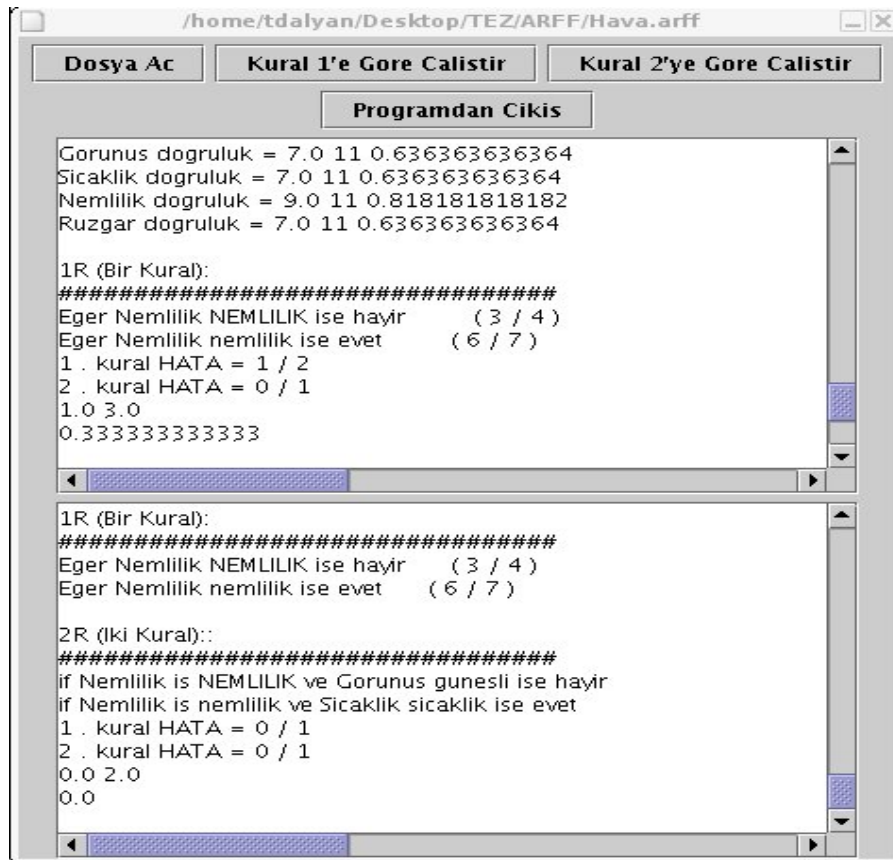 /home/tdalyan/Desktop/TEZ/ARFF/Hava.arff
Dosya Ac Kural 1'e Gore Calistir Kural 2'ye Gore Calistir
Programdan Cikis
Gorunus dogruluk = 7.0 11 0.636363636364
Sicaklik dogruluk = 7.0 11 0.636363636364
Nemlilik dogruluk = 9.0 11 0.818181818182
Ruzgar dogruluk = 7.0 11 0.636363636364
1R (Bir Kural):
#################################
Eger Nemlilik NEMLILIK ise hayir ( 3 / 4 )
Eger Nemlilik nemlilik ise evet ( 6 / 7 )
1 . kural HATA = 1 / 2
2 . kural HATA = 0 / 1
1.0 3.0
0.333333333333
1R (Bir Kural):
#################################
Eger Nemlilik NEMLILIK ise hayir ( 3 / 4 )
Eger Nemlilik nemlilik ise evet ( 6 / 7 )
2R (Iki Kural)::
#################################
if Nemlilik is NEMLILIK ve Gorunus gunesli ise hayir
if Nemlilik is nemlilik ve Sicaklik sicaklik ise evet
1 . kural HATA = 0 / 1
2 . kural HATA = 0 / 1
0.0 2.0
0.0